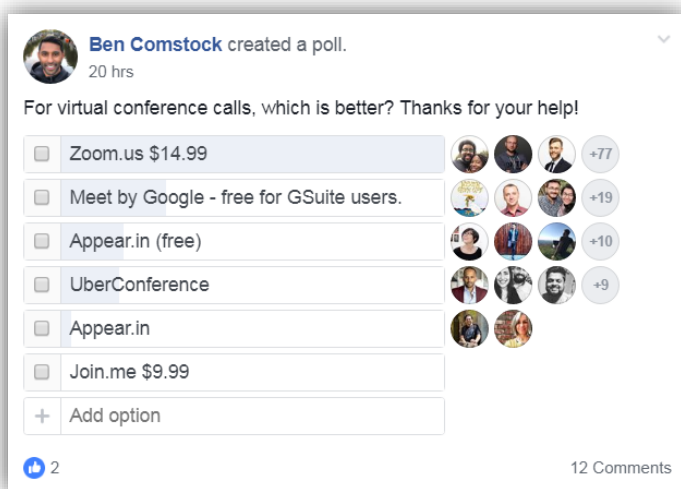 Ben Comstock created a poll.
20 hrs
For virtual conference calls, which is better? Thanks for your help!
Zoom.us $14.99
+77
Meet by Google - free for GSuite users.
+19
Appear.in (free)
+10
UberConference
+9
Appear.in
Join.me $9.99
+ Add option
2
12 Comments